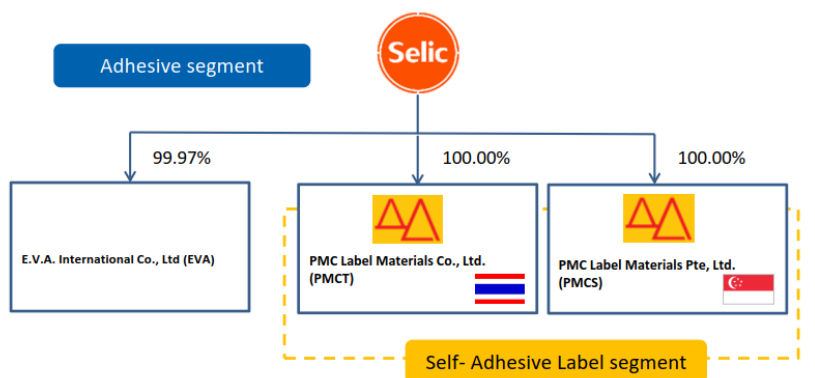 Selic
Adhesive segment
99.97%
100.00%
100.00%
E.V.A. International Co., Ltd (EVA)
PMC Label Materials Co., Ltd.
(PMCT)
PMC Label Materials Pte, Ltd.
(PMCS)
Self- Adhesive Label segment